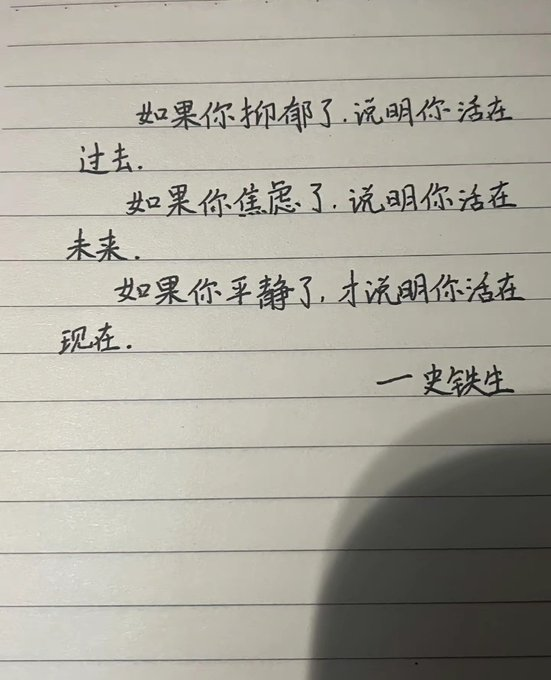 如果你抑郁了.说明你活在
过去.
如果你焦虑了.说明你活在
未来.
如果你平静了,才说明你活在
现在.
一史铁生